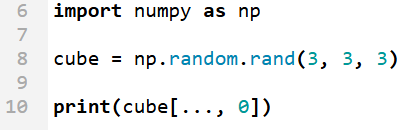 6 import numpy as np
7
8 cube = np.random.rand(3, 3, 3)
9
10 print(cube[..., 0])